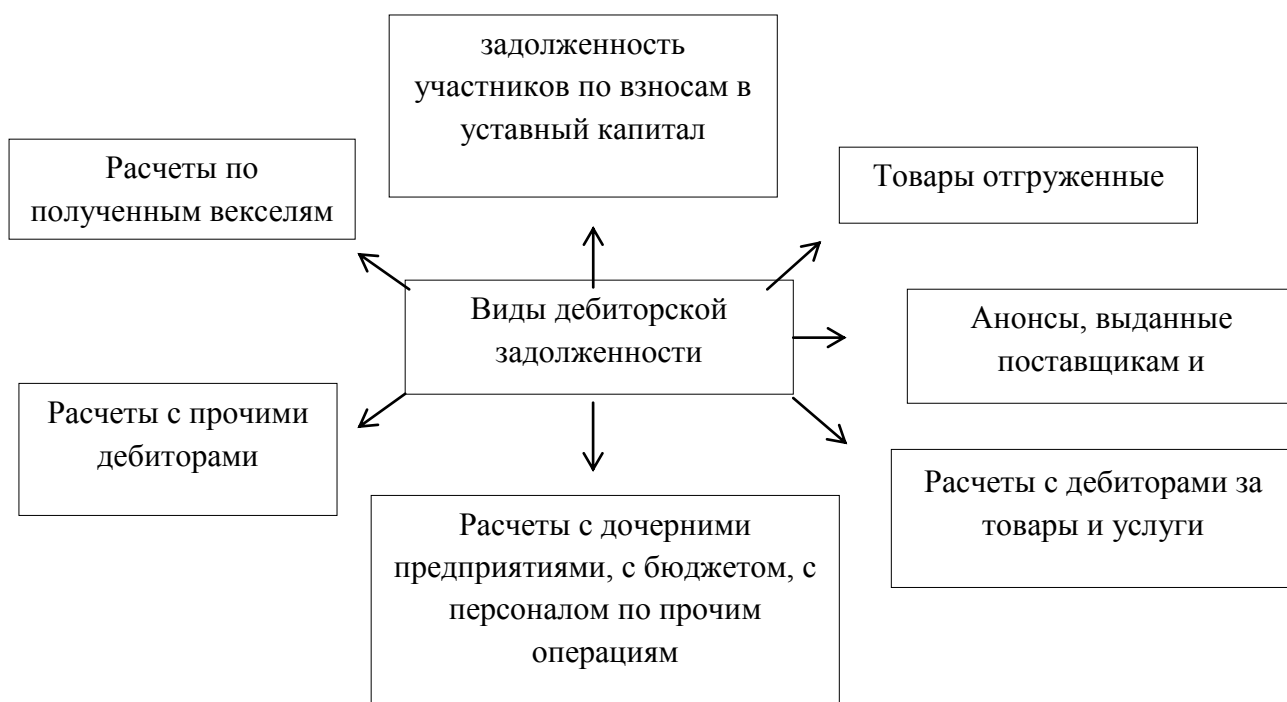 задолженность
участников по взносам в
уставный капитал
Расчеты по
полученным векселям
Товары отгруженные
Виды дебиторской
задолженности
Анонсы, выданные
поставщикам и
Расчеты с прочими
дебиторами
Расчеты с дебиторами за
товары и услуги
Расчеты с дочерними
предприятиями, с бюджетом, с
персоналом по прочим
операциям